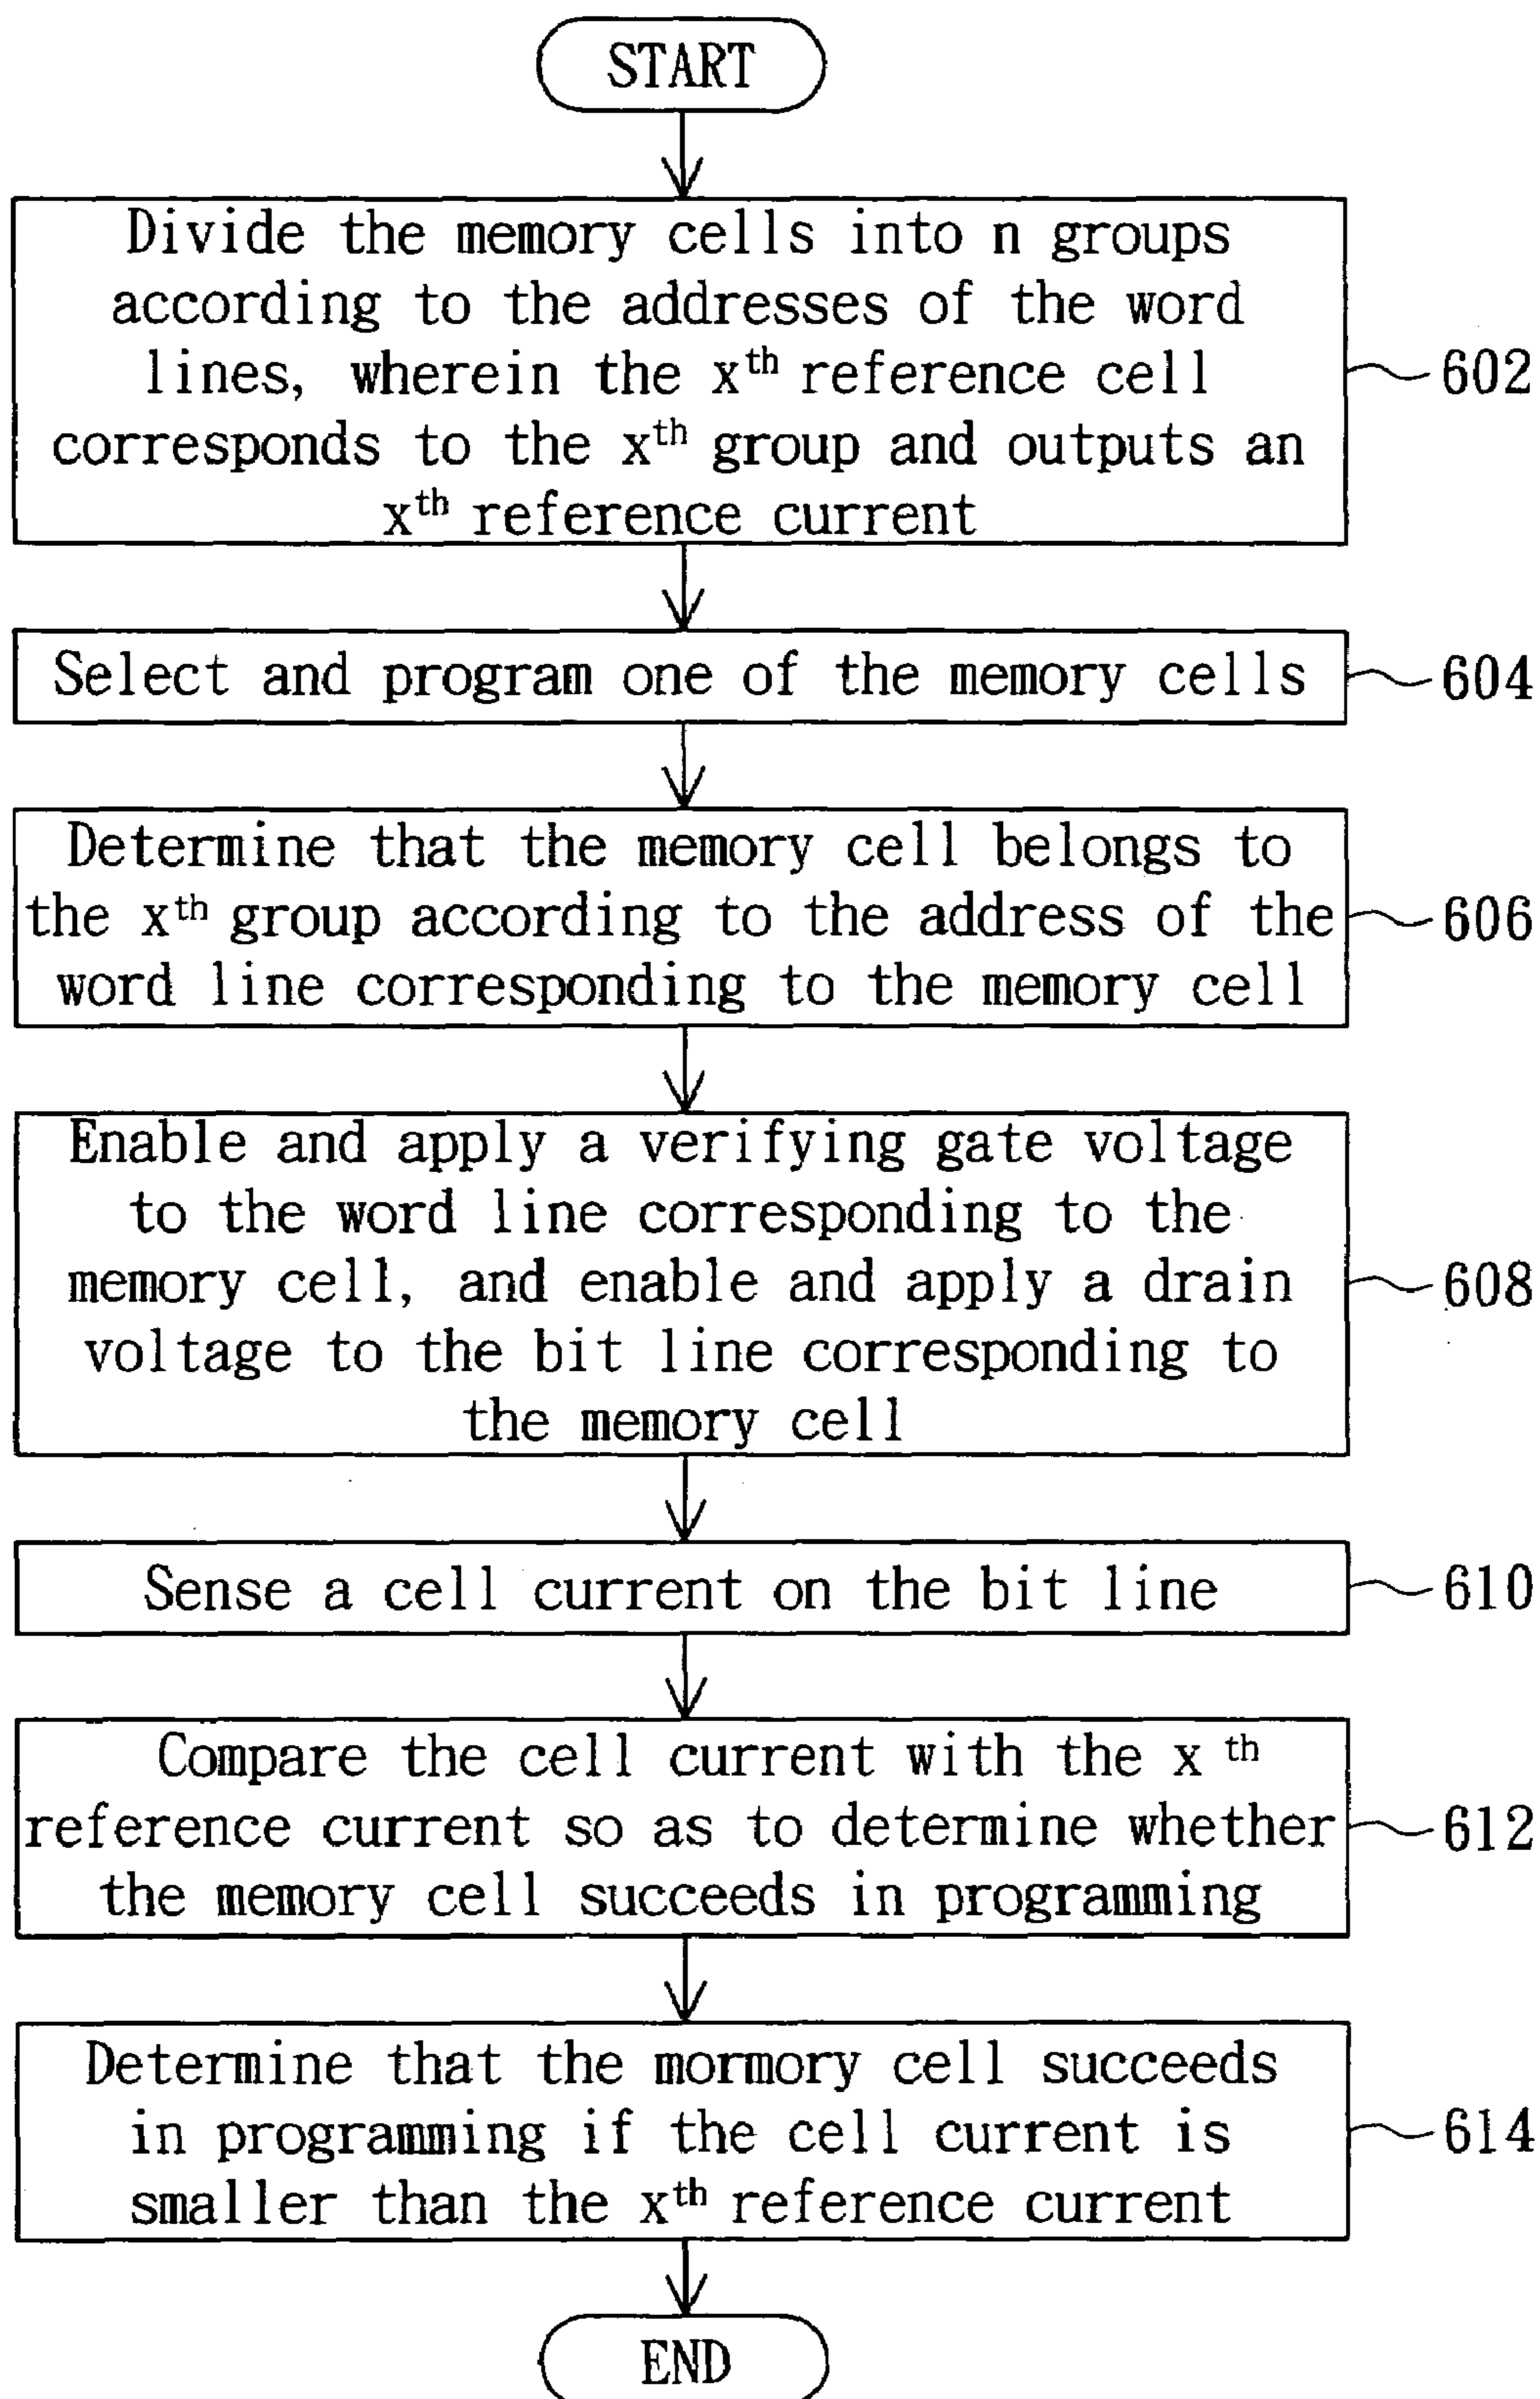 START
Divide the memory cells into n groups
according to the addresses of the word
lines, wherein the xth reference cell
corresponds to the xth group and outputs an
xth reference current
602
Select and program one of the memory cells
604
Determine that the memory cell belongs to
the xth group according to the address of the
word line corresponding to the memory cell
606
Enable and apply a verifying gate voltage
to the word line corresponding to the
memory cell, and enable and apply a drain
voltage to the bit line corresponding to
the memory cell
608
Sense a cell current on the bit line
610
Compare the cell current with the x th
reference current so as to determine whether
the memory cell succeeds in programming
612
Determine that the mormory cell succeeds
in programming if the cell current is
smaller than the xth reference current
614
END